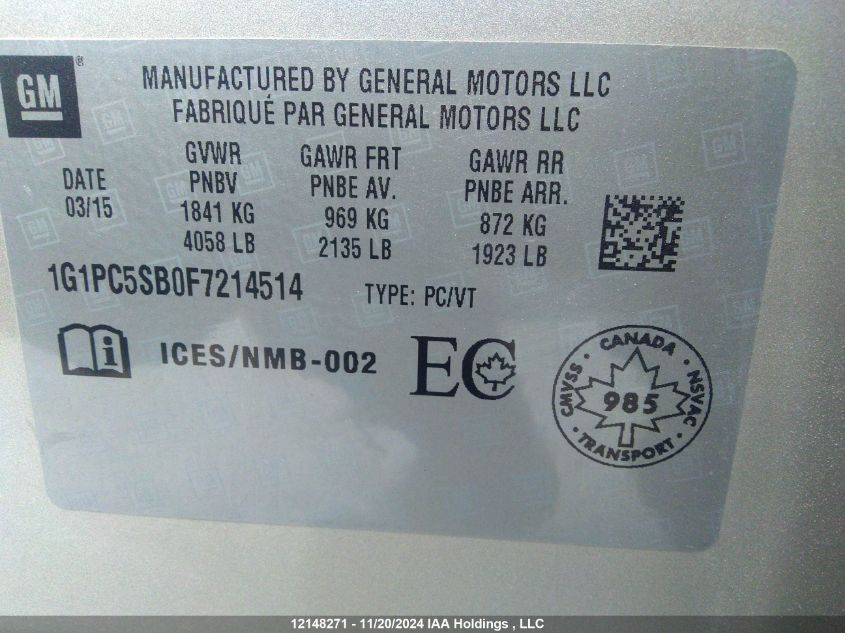 GM
MANUFACTURED BY GENERAL MOTORS LLC
FABRIQUÉ PAR GENERAL MOTORS LLC
DATE
03/15
GVWR
PNBV
1841 KG
4058 LB
GAWR FRT
PNBE AV.
969 KG
2135 LB
GAWR RR
PNBE ARR.
872 KG
1923 LB
1G1PC5SB0F7214514 TYPE: PC/VT
i ICES/NMB-002 EC
CANADA
CMVSS 985 NSVAC
TRANSPORT
12148271 - 11/20/2024 IAA Holdings , LLC